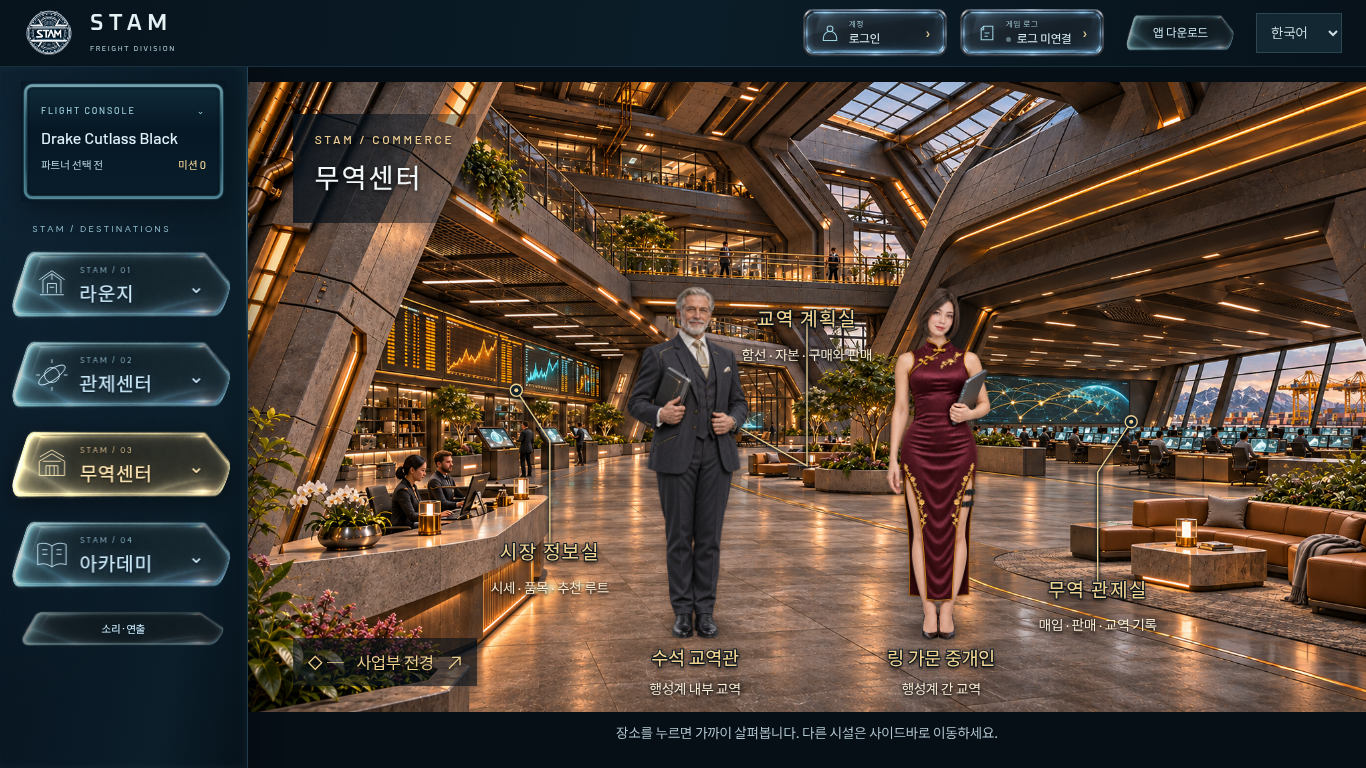 STAM
STAM
FREIGHT DIVISION
계정
로그인
게임 로그
로그 미연결
앱 다운로드
한국어
FLIGHT CONSOLE
Drake Cutlass Black
파트너 선택 전
미션 0
STAM / DESTINATIONS
STAM / 01
라운지
STAM / 02
관제센터
STAM / 03
무역센터
STAM / 04
아카데미
소리·연출
STAM / COMMERCE
무역센터
교역 계획실
함선 · 자본 · 구매와 판매
시장 정보실
시세 · 품목 · 추천 루트
무역 관제실
매입 · 판매 · 교역 기록
사업부 전경
수석 교역관
행성계 내부 교역
링 가문 중개인
행성계 간 교역
장소를 누르면 가까이 살펴봅니다. 다른 시설은 사이드바로 이동하세요.